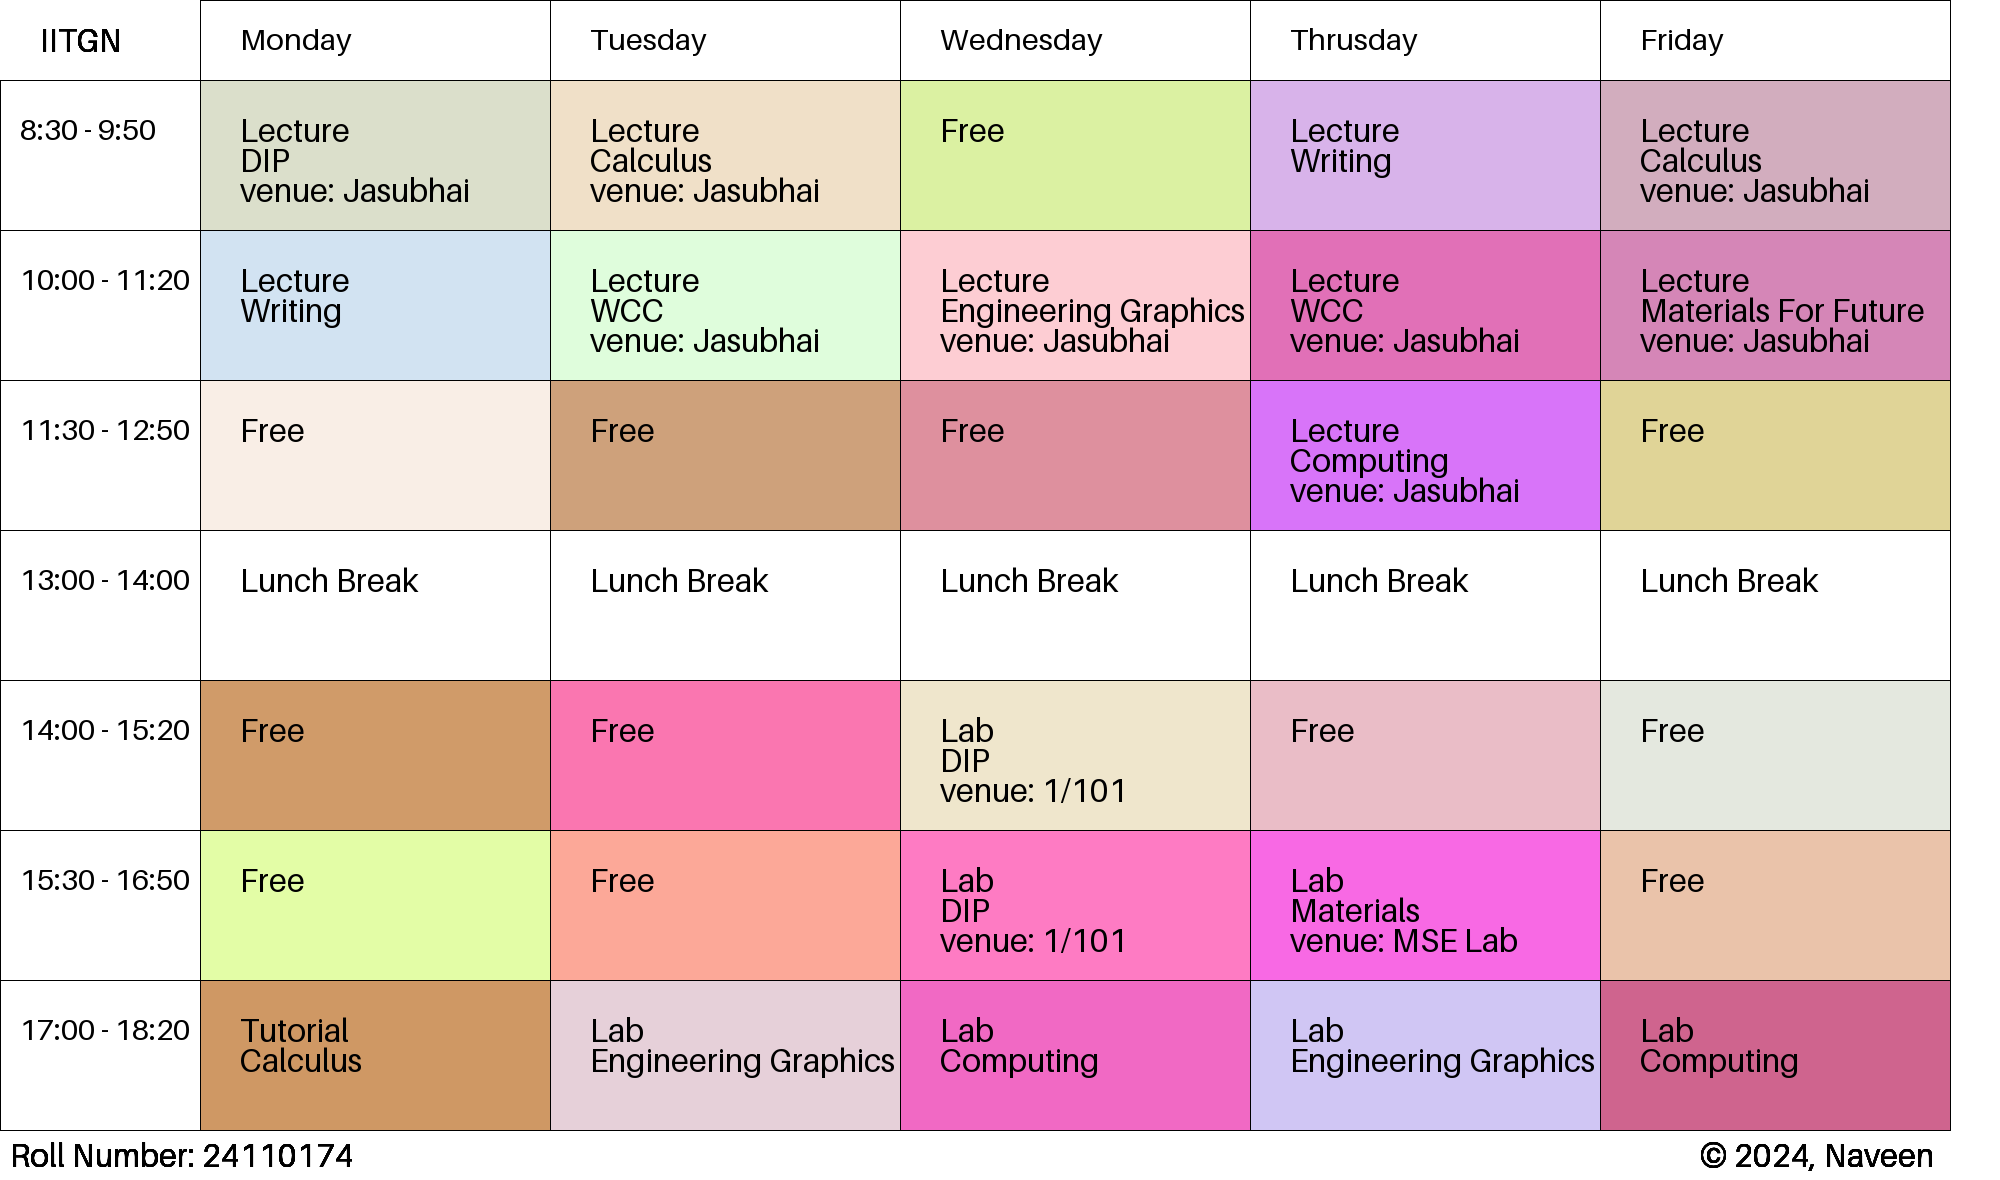 IITGN Monday Tuesday Wednesday Thrusday Friday
8:30 - 9:50
Lecture
DIP
venue: Jasubhai
Lecture
Calculus
venue: Jasubhai
Free
Lecture
Writing
Lecture
Calculus
venue: Jasubhai
10:00 - 11:20
Lecture
Writing
Lecture
WCC
venue: Jasubhai
Lecture
Engineering Graphics
venue: Jasubhai
Lecture
WCC
venue: Jasubhai
Lecture
Materials For Future
venue: Jasubhai
11:30 - 12:50
Free
Free
Free
Lecture
Computing
venue: Jasubhai
Free
13:00 - 14:00
Lunch Break
Lunch Break
Lunch Break
Lunch Break
Lunch Break
14:00 - 15:20
Free
Free
Lab
DIP
venue: 1/101
Free
Free
15:30 - 16:50
Free
Free
Lab
DIP
venue: 1/101
Lab
Materials
venue: MSE Lab
Free
17:00 - 18:20
Tutorial
Calculus
Lab
Engineering Graphics
Lab
Computing
Lab
Engineering Graphics
Lab
Computing
Roll Number: 24110174
© 2024, Naveen